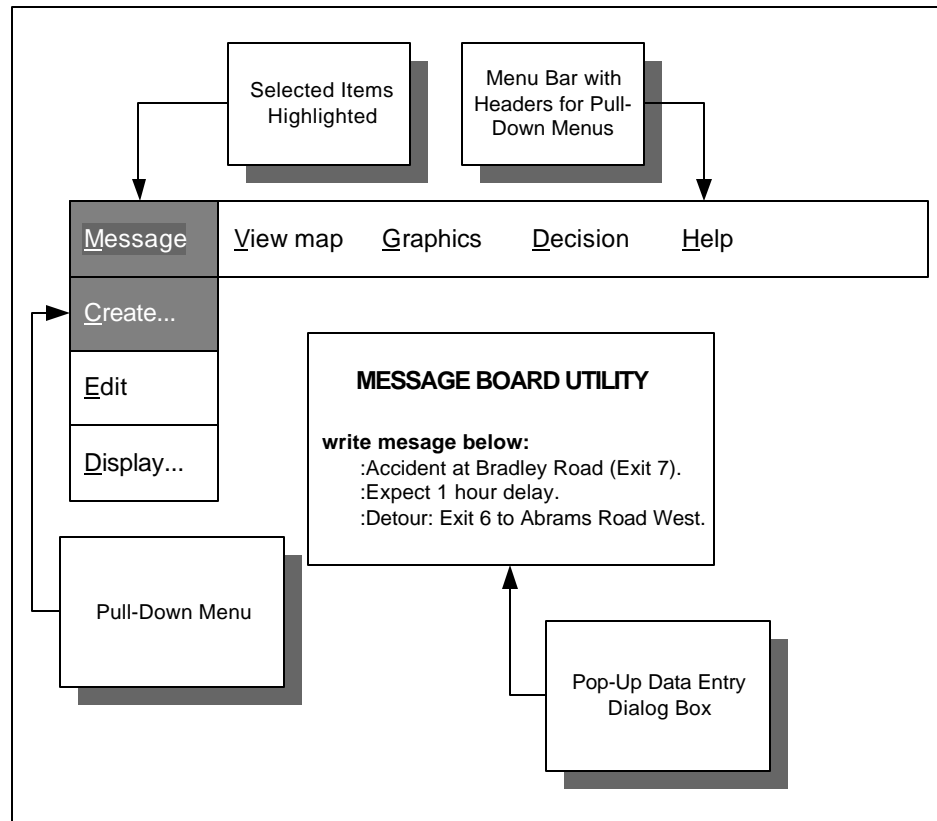 Selected Items
Highlighted
Menu Bar with
Headers for Pull-
Down Menus
Message View map Graphics Decision Help
Create...
Edit
Display...
MESSAGE BOARD UTILITY
write mesage below:
:Accident at Bradley Road (Exit 7).
:Expect 1 hour delay.
:Detour: Exit 6 to Abrams Road West.
Pull-Down Menu
Pop-Up Data Entry
Dialog Box